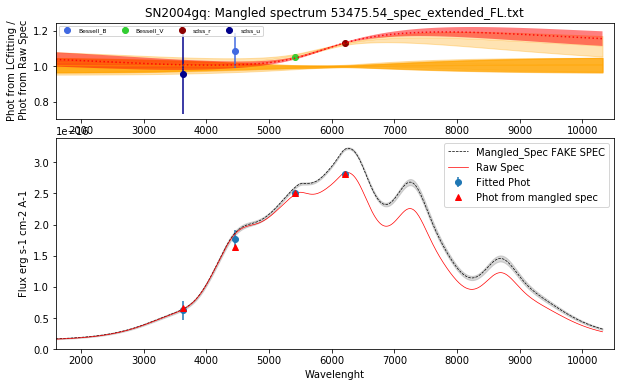 SN2004gq: Mangled spectrum 53475.54_spec_extended_FL.txt
Phot from LCfitting /
Phot from Raw Spec
1.2
1.0
0.8
Bessell_B
Bessell_V
sdss_r
sdss_u
2000 3000 4000 5000 6000 7000 8000 9000 10000
1e−16
Flux erg s-1 cm-2 A-1
3.0
2.5
2.0
1.5
1.0
0.5
0.0
Mangled_Spec FAKE SPEC
Raw Spec
Fitted Phot
Phot from mangled spec
2000 3000 4000 5000 6000 7000 8000 9000 10000
Wavelenght